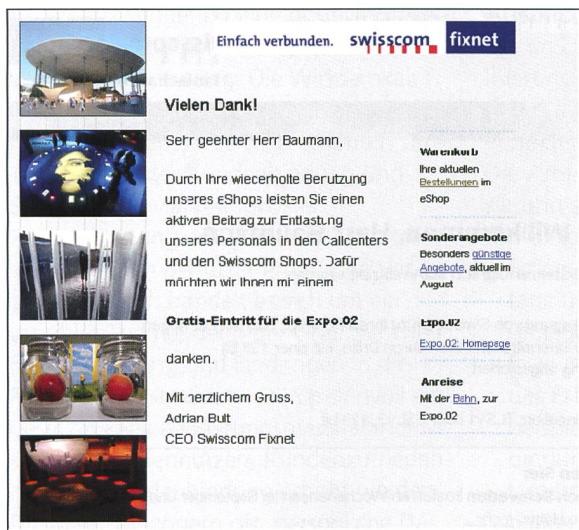 Einfach verbunden. swisscom fixnet
Vielen Dank!
Sehr geehrter Herr Baumann,
Durch Ihre wiederholte Benutzung
unseres eShops leisten Sie einen
aktiven Beitrag zur Entlastung
unseres Personals in den Callcenters
und den Swisscom Shops. Dafür
möchten wir Ihnen mit einem
Gratis-Eintritt für die Expo.02
danken.
Mit herzlichem Gruss,
Adrian Bult
CEO Swisscom Fixnet
Warenkorb
Ihre aktuellen
Bestellungen im
eShop
Sonderangebote
Besonders günstige
Angebote, aktuell im
August
Expo.02
Expo.02: Homepage
Anreise
Mit der Bahn, zur
Expo.02